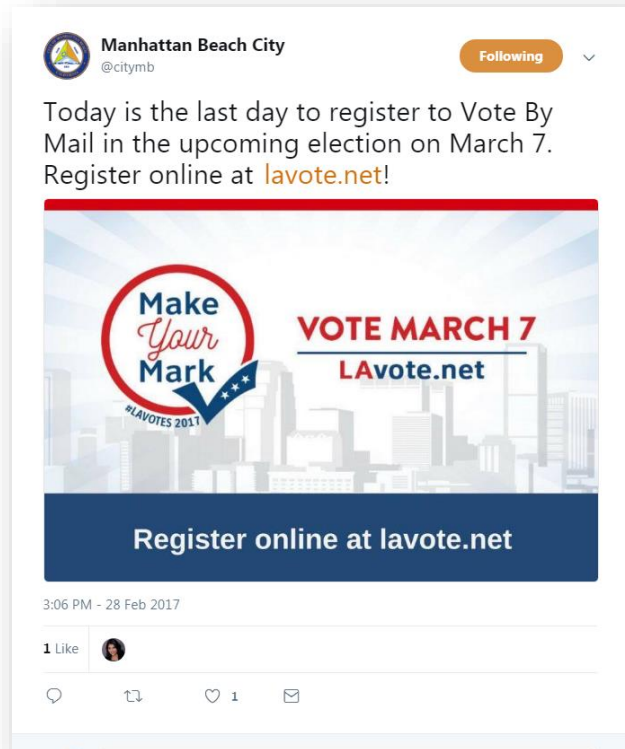 Manhattan Beach City
@citymb
Following
Today is the last day to register to Vote By
Mail in the upcoming election on March 7.
Register online at lavote.net!
Make
Your
Mark
#LAVOTES 2017
VOTE MARCH 7
LAvote.net
Register online at lavote.net
3:06 PM - 28 Feb 2017
1 Like
1